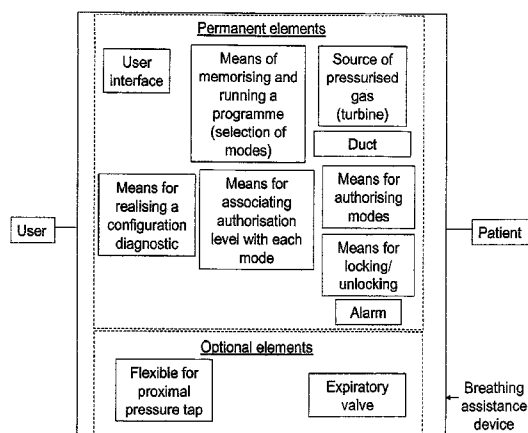 Permanent elements
User
interface
Means of
memorising and
running a
programme
(selection of
modes)
Source of
pressurised
gas
(turbine)
Duct
Means for
realising a
configuration
diagnostic
Means for
associating
authorisation
level with each
mode
Means for
authorising
modes
Means for
locking/
unlocking
Alarm
User
Patient
Optional elements
Flexible for
proximal
pressure tap
Expiratory
valve
Breathing
assistance
device